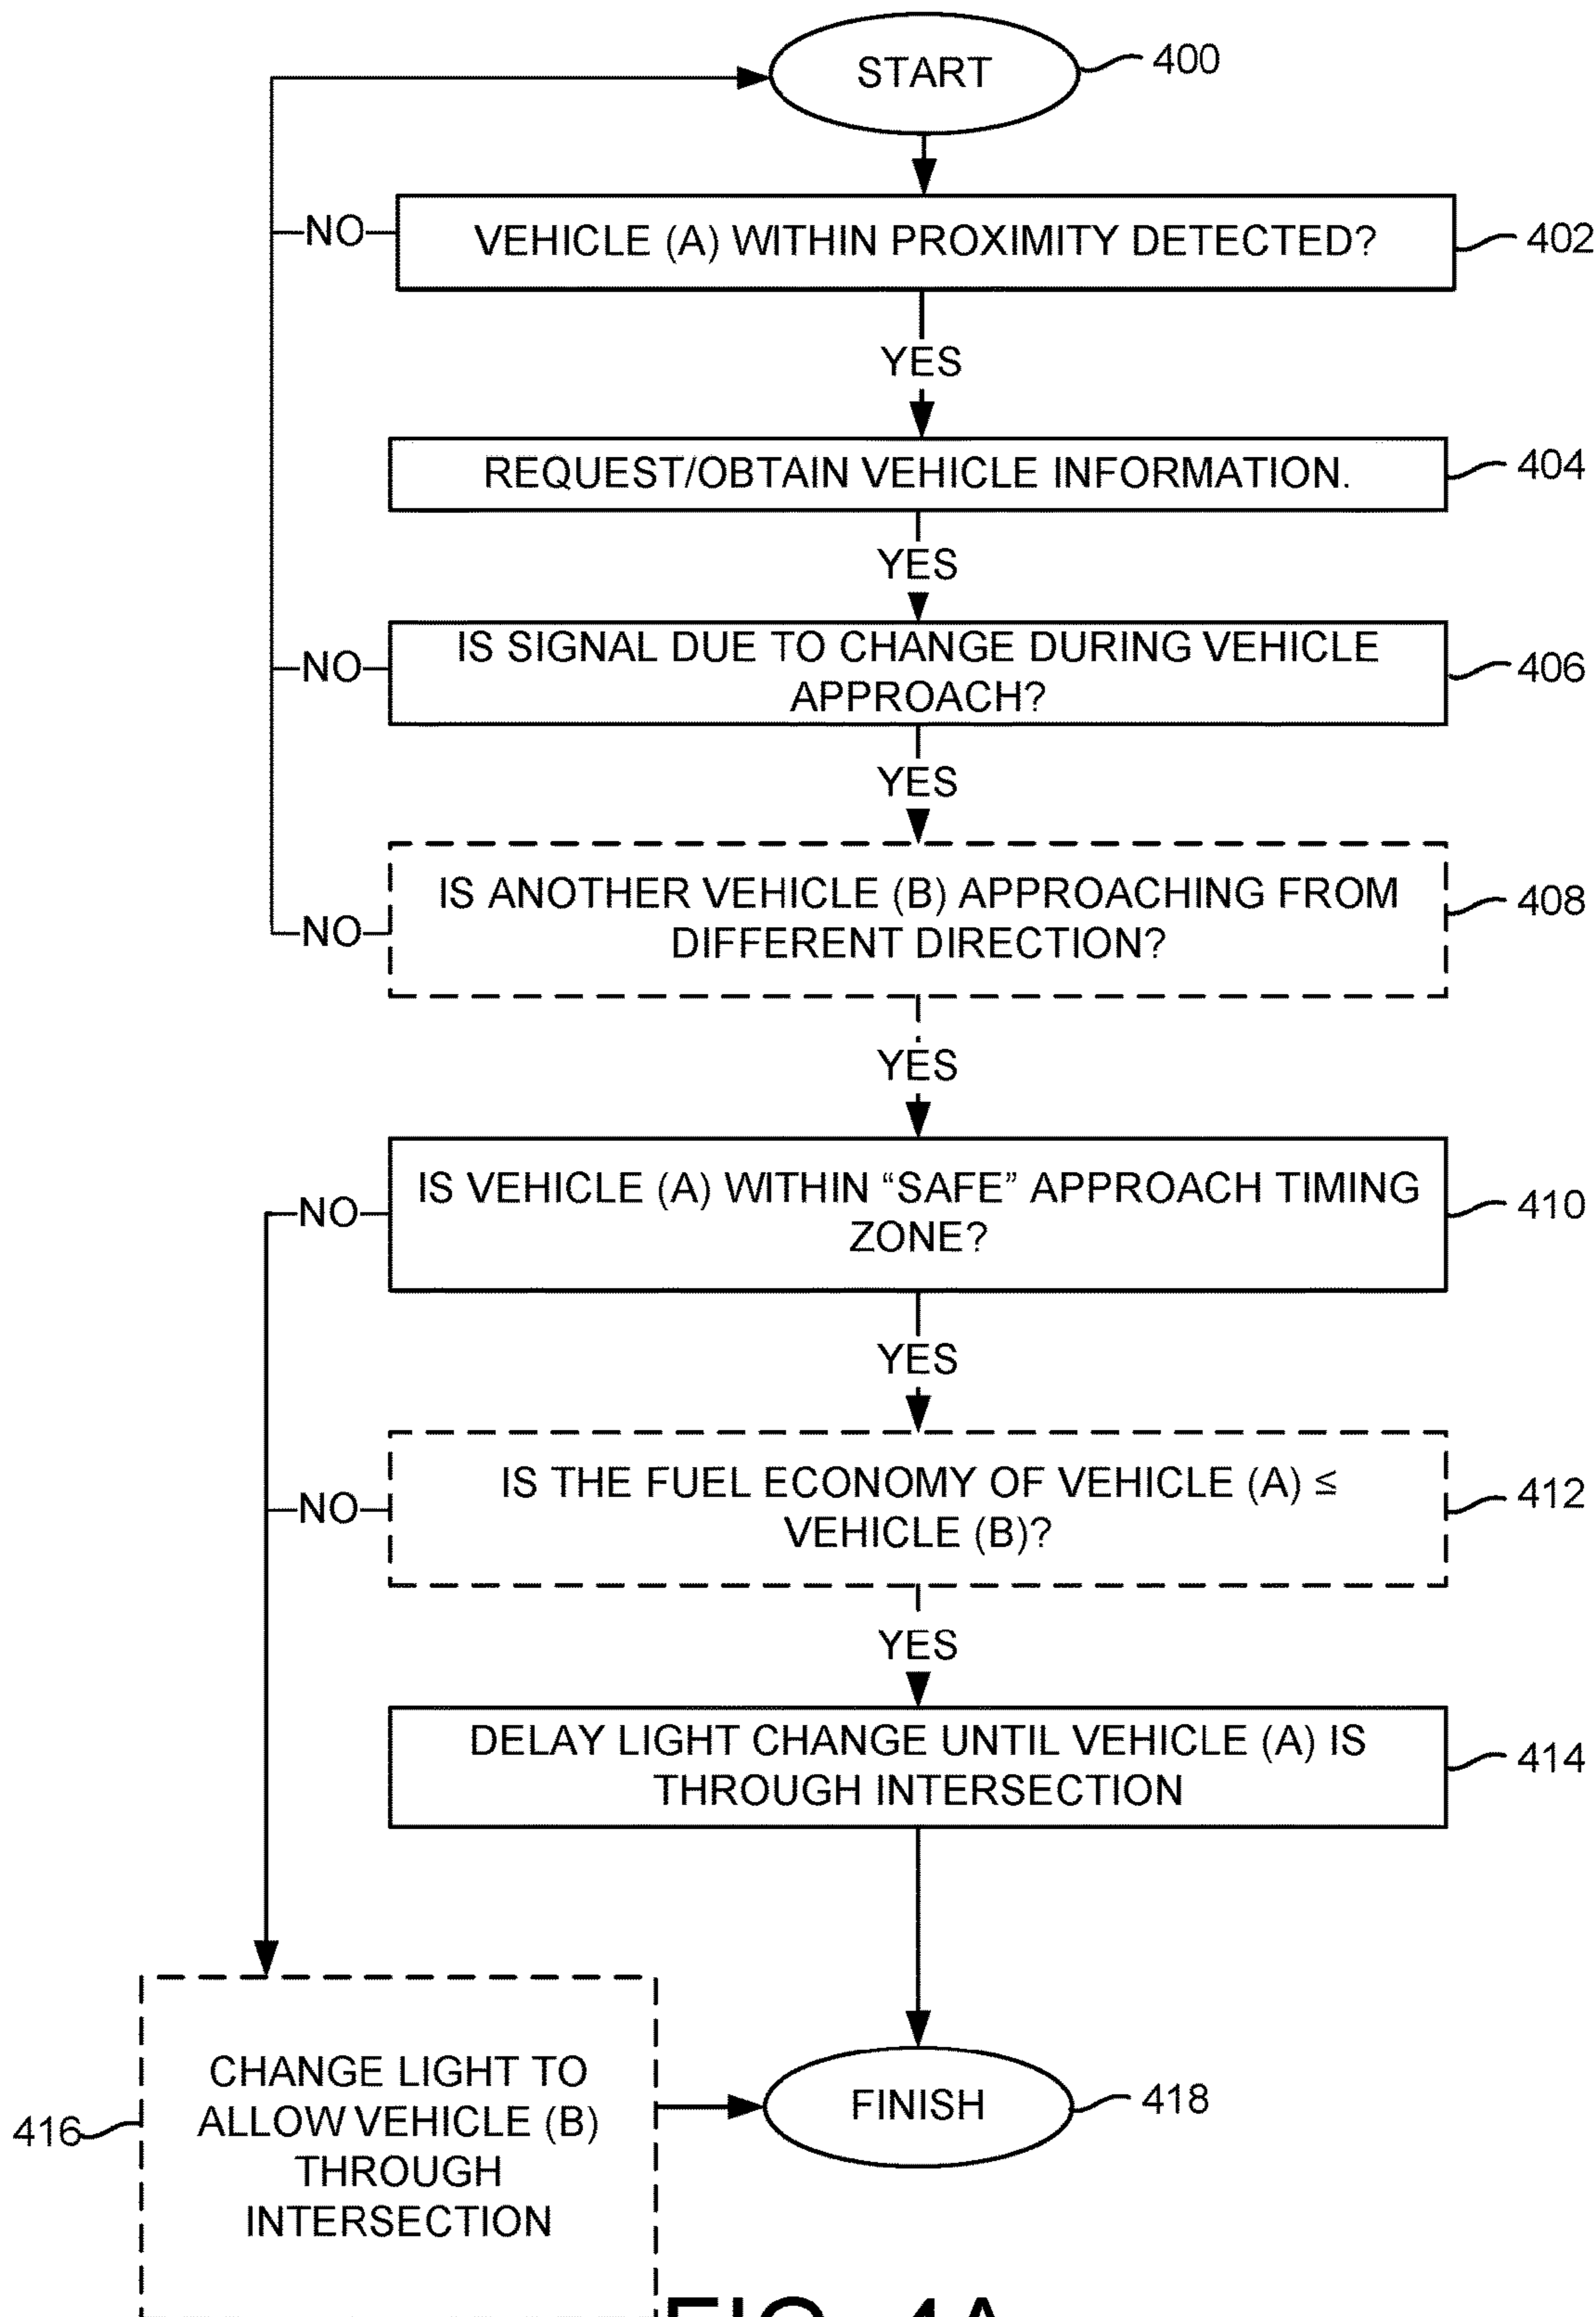 START
400
NO
VEHICLE (A) WITHIN PROXIMITY DETECTED?
402
YES
REQUEST/OBTAIN VEHICLE INFORMATION.
404
YES
NO
IS SIGNAL DUE TO CHANGE DURING VEHICLE
APPROACH?
406
YES
NO
IS ANOTHER VEHICLE (B) APPROACHING FROM
DIFFERENT DIRECTION?
408
YES
NO
IS VEHICLE (A) WITHIN “SAFE” APPROACH TIMING
ZONE?
410
YES
NO
IS THE FUEL ECONOMY OF VEHICLE (A) ≤
VEHICLE (B)?
412
YES
DELAY LIGHT CHANGE UNTIL VEHICLE (A) IS
THROUGH INTERSECTION
414
416
CHANGE LIGHT TO
ALLOW VEHICLE (B)
THROUGH
INTERSECTION
FINISH
418
FIG. 4A